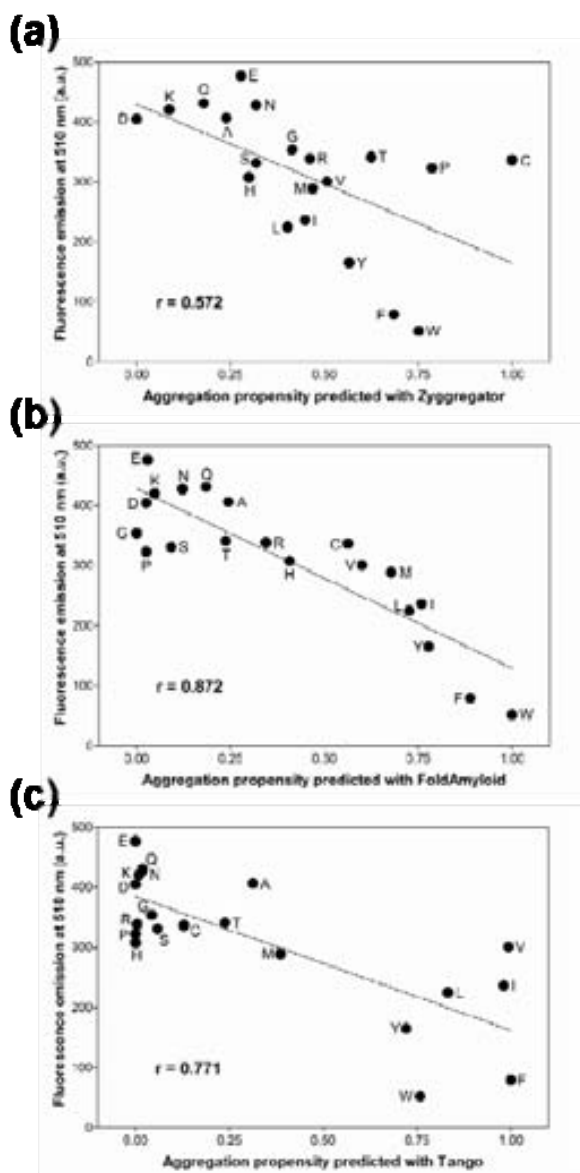 (a)
Fluorescence emission at 510 nm (a.u.)
500
400
300
200
100
0
D
K
Q
E
A
N
S
H
G
R
M
V
L
I
T
Y
P
F
W
C
r = 0.572
0.00 0.25 0.50 0.75 1.00
Aggregation propensity predicted with Zyggregator
(b)
Fluorescence emission at 510 nm (a.u.)
500
400
300
200
100
0
E
K
N
Q
D
A
G
P
S
T
R
H
C
V
M
L
I
Y
F
W
r = 0.872
0.00 0.25 0.50 0.75 1.00
Aggregation propensity predicted with FoldAmyloid
(c)
Fluorescence emission at 510 nm (a.u.)
500
400
300
200
100
0
E
Q
K
N
D
A
G
R
P
S
C
T
H
M
V
I
L
Y
W
F
r = 0.771
0.00 0.25 0.50 0.75 1.00
Aggregation propensity predicted with Tango